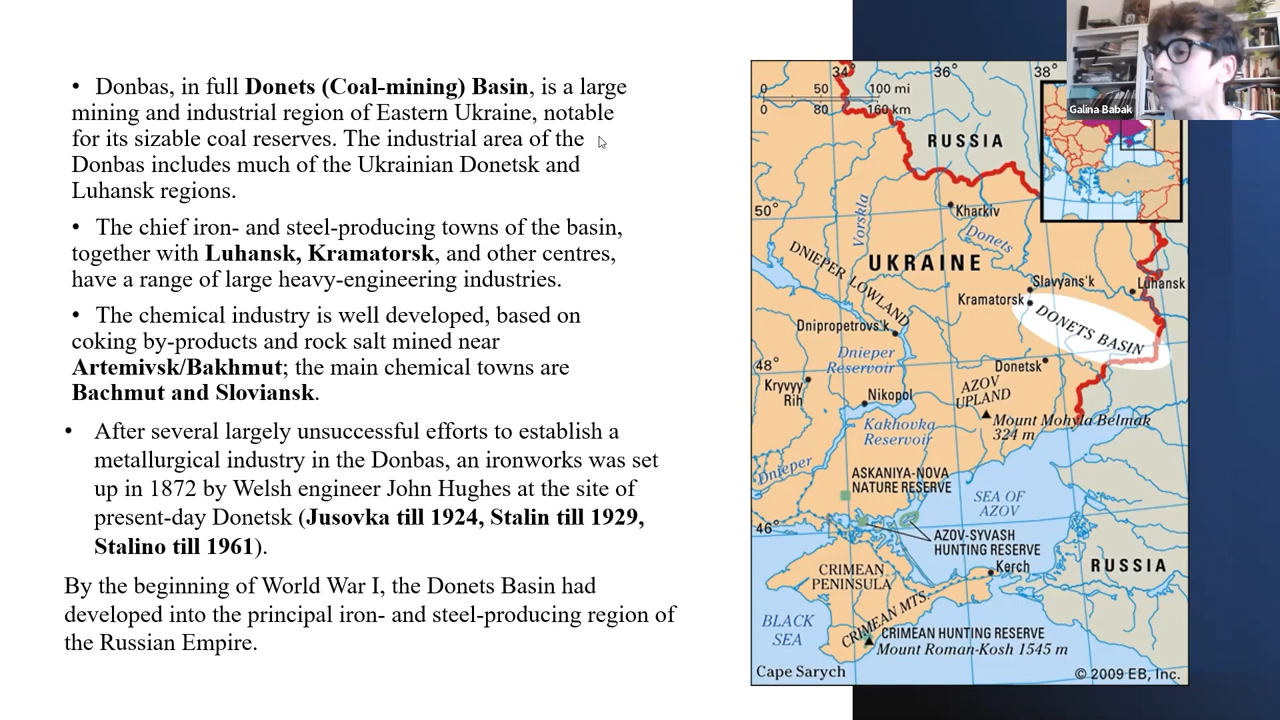 • Donbas, in full Donets (Coal-mining) Basin, is a large
mining and industrial region of Eastern Ukraine, notable
for its sizable coal reserves. The industrial area of the
Donbas includes much of the Ukrainian Donetsk and
Luhansk regions.
• The chief iron- and steel-producing towns of the basin,
together with Luhansk, Kramatorsk, and other centres,
have a range of large heavy-engineering industries.
• The chemical industry is well developed, based on
coking by-products and rock salt mined near
Artemivsk/Bakhmut; the main chemical towns are
Bachmut and Sloviansk.
• After several largely unsuccessful efforts to establish a
metallurgical industry in the Donbas, an ironworks was set
up in 1872 by Welsh engineer John Hughes at the site of
present-day Donetsk (Jusovka till 1924, Stalin till 1929,
Stalino till 1961).
By the beginning of World War I, the Donets Basin had
developed into the principal iron- and steel-producing region of
the Russian Empire.
34° 36° 38°
0 50 100 mi
0 80 160 km
RUSSIA
Galina Babak
50°
Vorskla
Kharkiv
Donets
DNIEPER LOWLAND
UKRAINE
Slavyans'k
Luhansk
Kramatorsk
DONETS BASIN
Dnipropetrovs'k
Dnieper
Reservoir
48°
Donetsk
Kryvyy
Rih
Nikopol
AZOV
UPLAND
Mount Mohyla Belmak
324 m
Kakhovka
Reservoir
Dnieper
ASKANIYA-NOVA
NATURE RESERVE
SEA OF
AZOV
46°
AZOV-SYVASH
HUNTING RESERVE
CRIMEAN
PENINSULA
Kerch
RUSSIA
BLACK
SEA
CRIMEAN MTS.
CRIMEAN HUNTING RESERVE
Mount Roman-Kosh 1545 m
Cape Sarych
© 2009 EB, Inc.